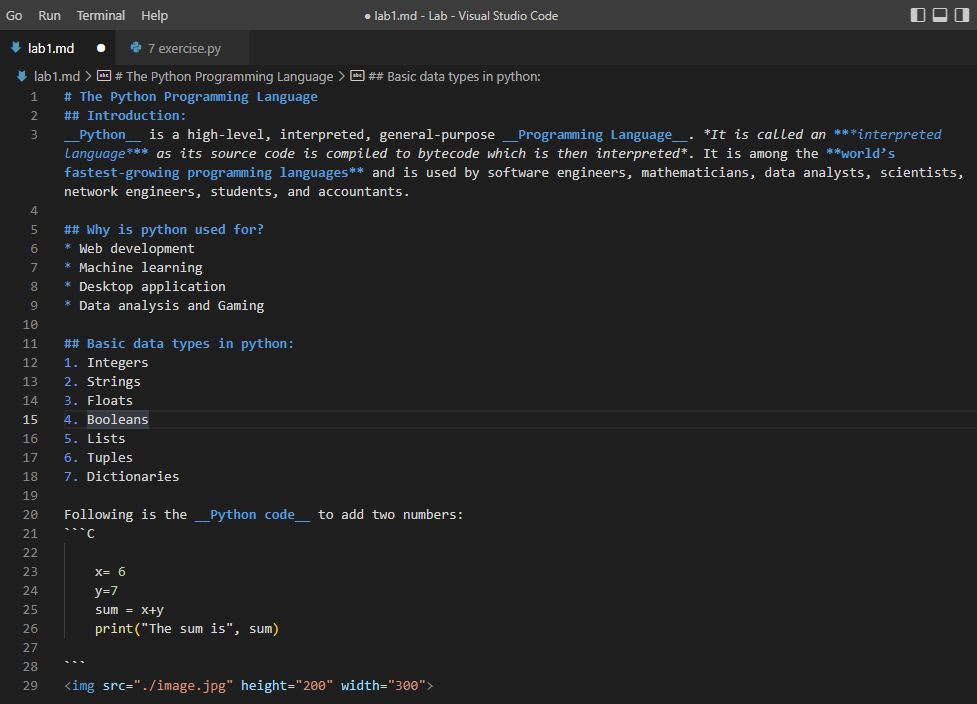 Go Run Terminal Help ● lab1.md - Lab - Visual Studio Code
lab1.md ● 7 exercise.py
lab1.md > # The Python Programming Language > ## Basic data types in python:
1 # The Python Programming Language
2 ## Introduction:
3 __Python__ is a high-level, interpreted, general-purpose __Programming Language__. *It is called an ***interpreted
language*** as its source code is compiled to bytecode which is then interpreted*. It is among the **world’s
fastest-growing programming languages** and is used by software engineers, mathematicians, data analysts, scientists,
network engineers, students, and accountants.
4
5 ## Why is python used for?
6 * Web development
7 * Machine learning
8 * Desktop application
9 * Data analysis and Gaming
10
11 ## Basic data types in python:
12 1. Integers
13 2. Strings
14 3. Floats
15 4. Booleans
16 5. Lists
17 6. Tuples
18 7. Dictionaries
19
20 Following is the __Python code__ to add two numbers:
21 ```C
22
23 x= 6
24 y=7
25 sum = x+y
26 print("The sum is", sum)
27
28 ```
29 <img src="./image.jpg" height="200" width="300">